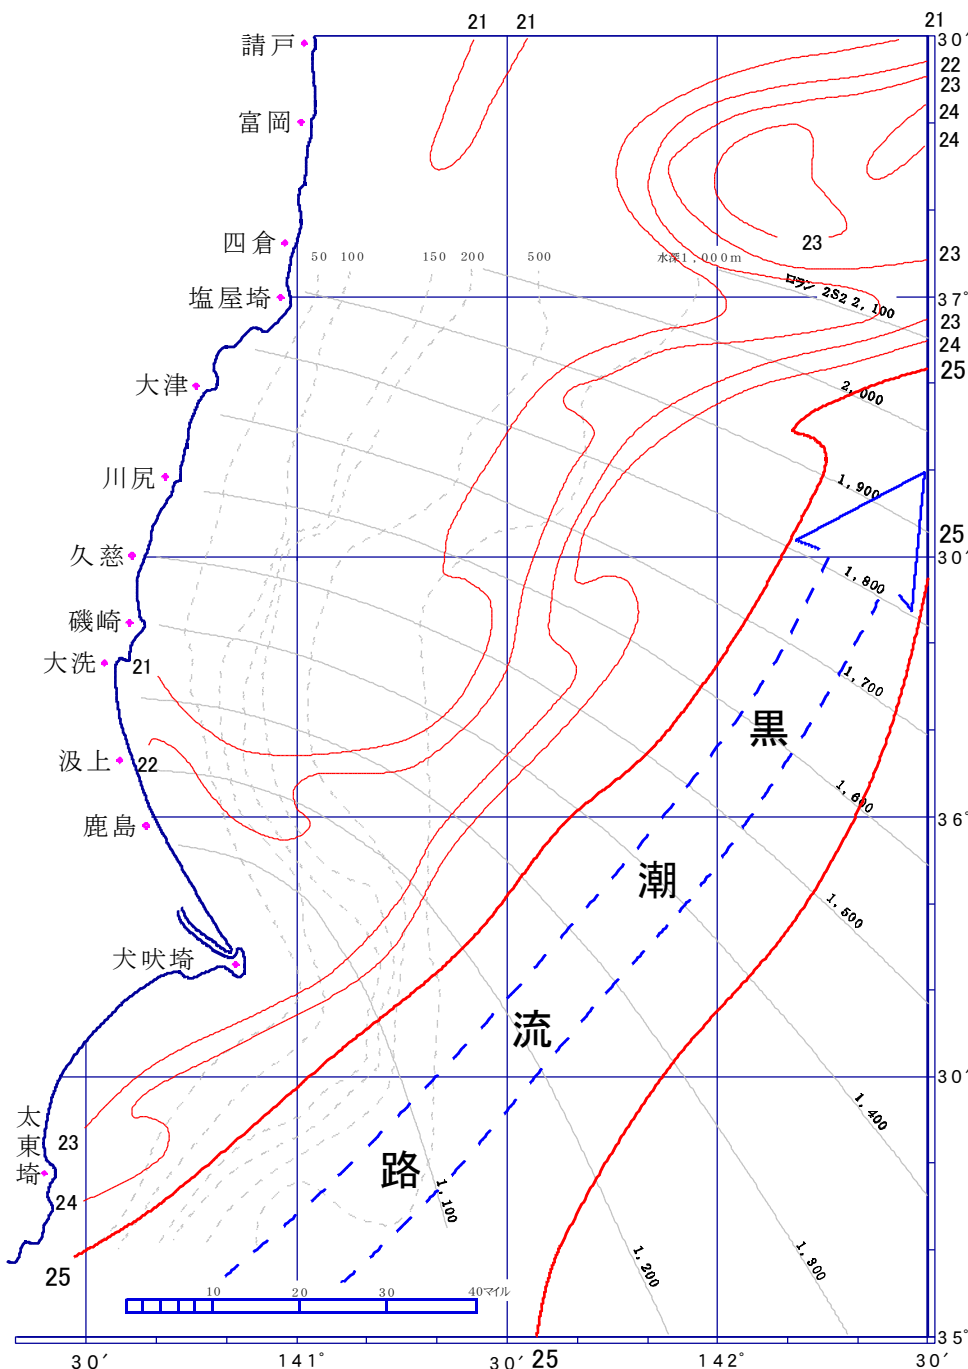 21 21 21
請戸 30′
22
23
富岡 24
24
四倉 23 23
50 100 150 200 500 水深1,000m
塩屋埼 ロラン 2S2 2,100 37°
23
24
大津 2,000 25
川尻 1,900
25
久慈 1,800 30′
磯崎
大洗 21 1,700
黒
汲上 22 1,600
鹿島 36°
潮 1,500
犬吠埼
流
30′
太東埼 23 1,400
路
24 1,100
25 1,200 1,300
10 20 30 40マイル
35°
30′ 141° 30′ 25 142° 30′